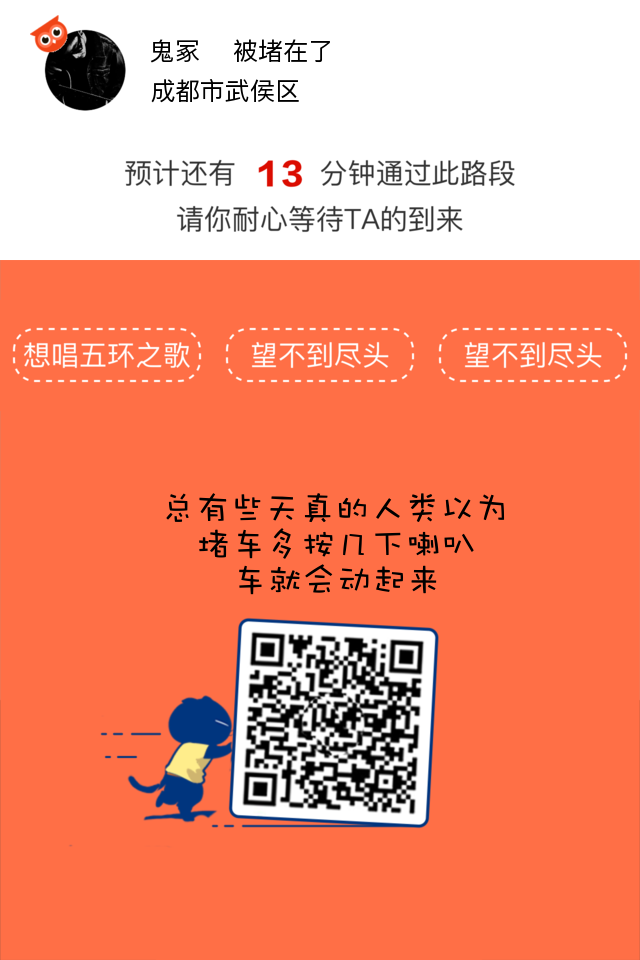 鬼冢 被堵在了
成都市武侯区
预计还有 13 分钟通过此路段
请你耐心等待TA的到来
想唱五环之歌 望不到尽头 望不到尽头
总有些天真的人类以为
堵车多按几下喇叭
车就会动起来